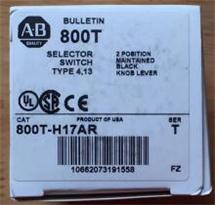 AB
QUALITY
BULLETIN
800T
SELECTOR
SWITCH
TYPE 4,13
2 POSITION
MAINTAINED
BLACK
KNOB LEVER
UL
CE
CAT
PRODUCT OF USA
SER
800T-H17AR
T
10662073191558
FZ